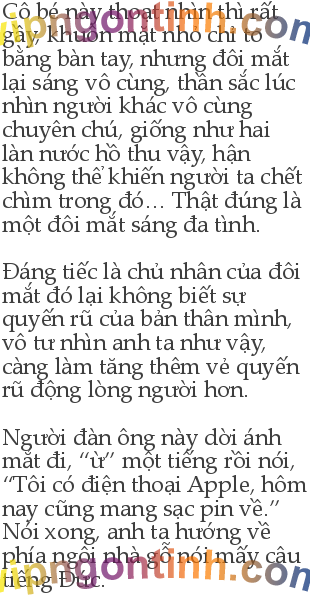 Cô bé này thoạt nhìn thì rất
gầy, khuôn mặt nhỏ chỉ to
bằng bàn tay, nhưng đôi mắt
lại sáng vô cùng, thần sắc lúc
nhìn người khác vô cùng
chuyên chú, giống như hai
làn nước hồ thu vậy, hận
không thể khiến người ta chết
chìm trong đó... Thật đúng là
một đôi mắt sáng đa tình.
Đáng tiếc là chủ nhân của đôi
mắt đó lại không biết sự
quyến rũ của bản thân mình,
vô tư nhìn anh ta như vậy,
càng làm tăng thêm vẻ quyến
rũ động lòng người hơn.
Người đàn ông này dời ánh
mắt đi, “ừ” một tiếng rồi nói,
“Tôi có điện thoại Apple, hôm
nay cũng mang sạc pin về.”
Nói xong, anh ta hướng về
phía ngôi nhà gỗ nói mấy câu
tiếng Đức.
vipngontinh.com
vipngontinh.com